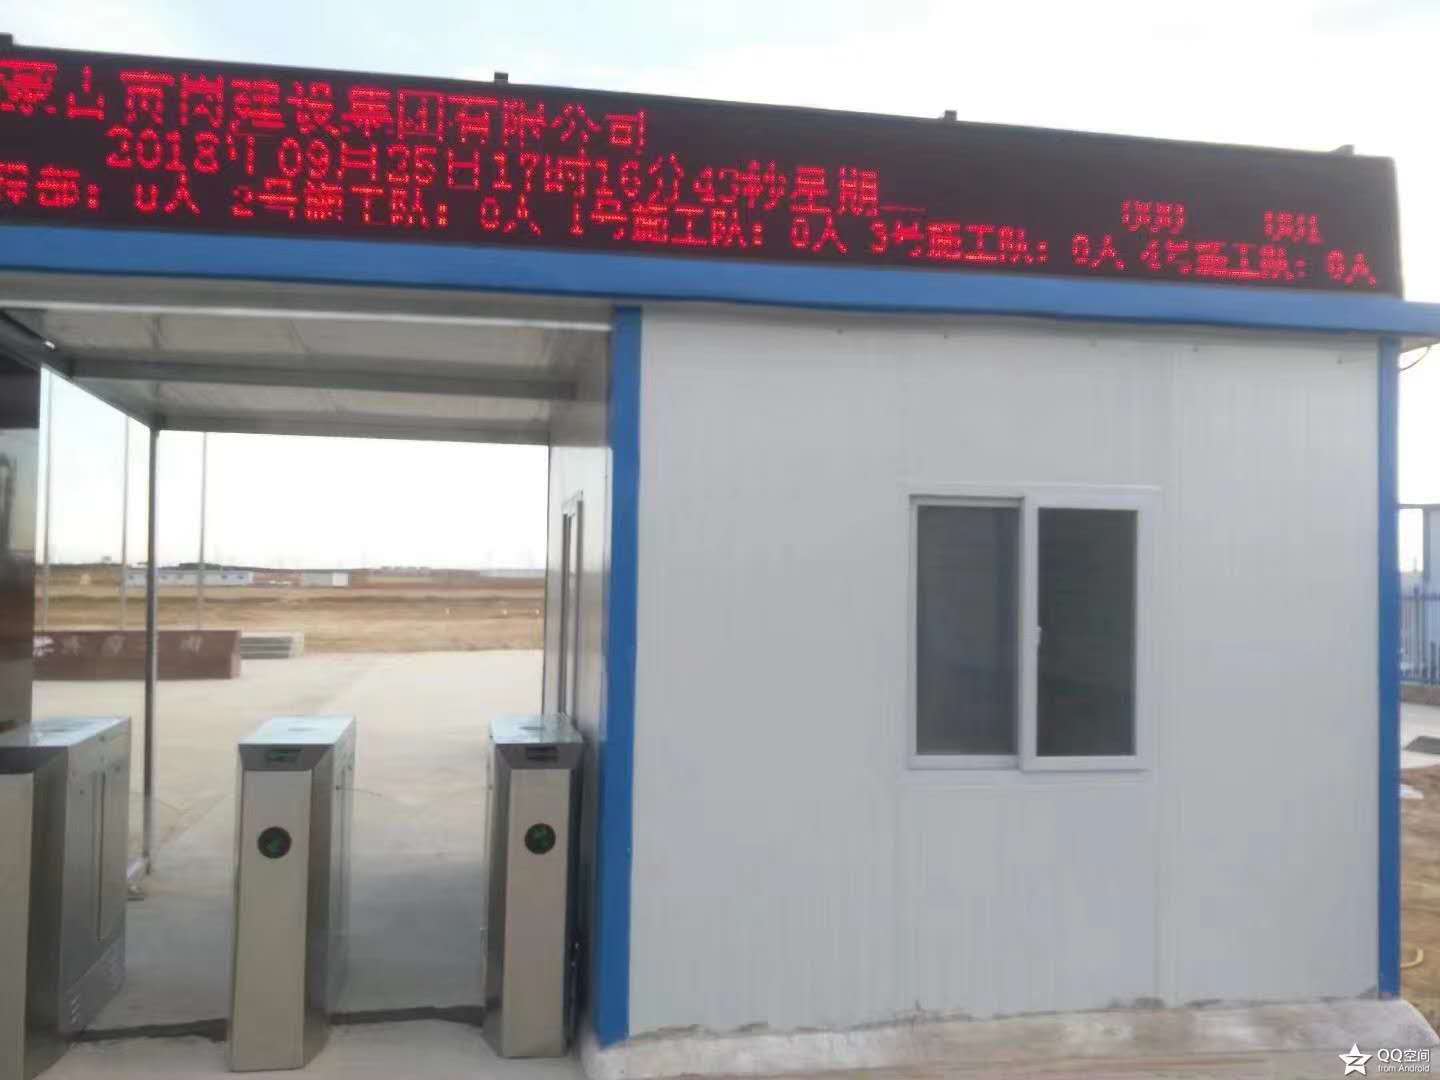 建设集团有限公司
2018年09月25日17时16分43秒星期
部：0人 2号施工队：0人 1号施工队：0人 3号施工队：0人 4号施工队：0人
QQ空间
from Android